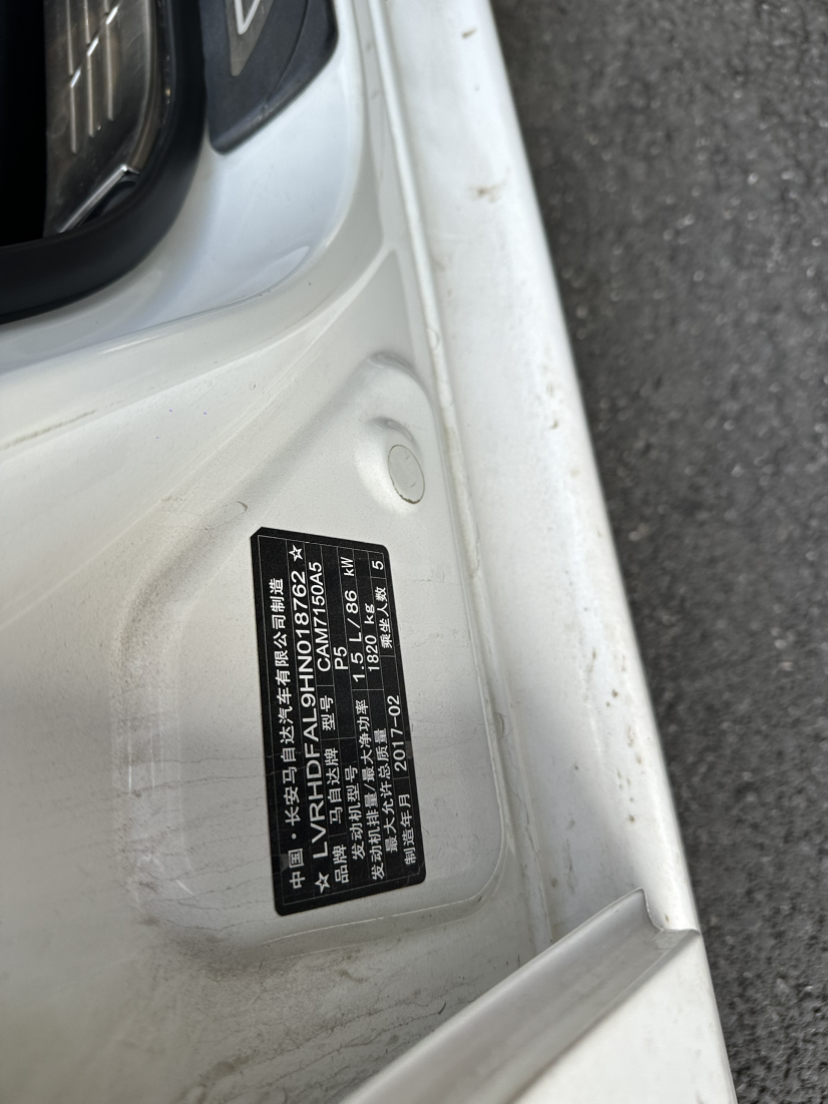 中国·长安马自达汽车有限公司制造
☆LVRHDFAL9HN018762☆
品牌 马自达牌 型号 CAM7150A5
发动机型号 P5
发动机排量/最大净功率 1.5 L/86 kW
最大允许总质量 1820 kg
制造年月 2017-02 乘坐人数 5